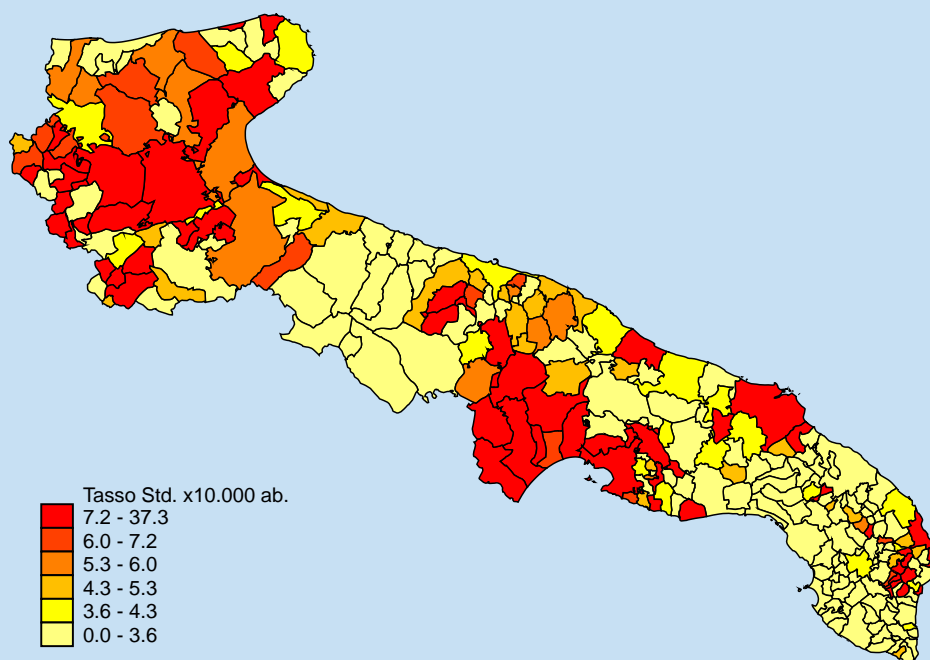 Tasso Std. x10.000 ab.
7.2 - 37.3
6.0 - 7.2
5.3 - 6.0
4.3 - 5.3
3.6 - 4.3
0.0 - 3.6